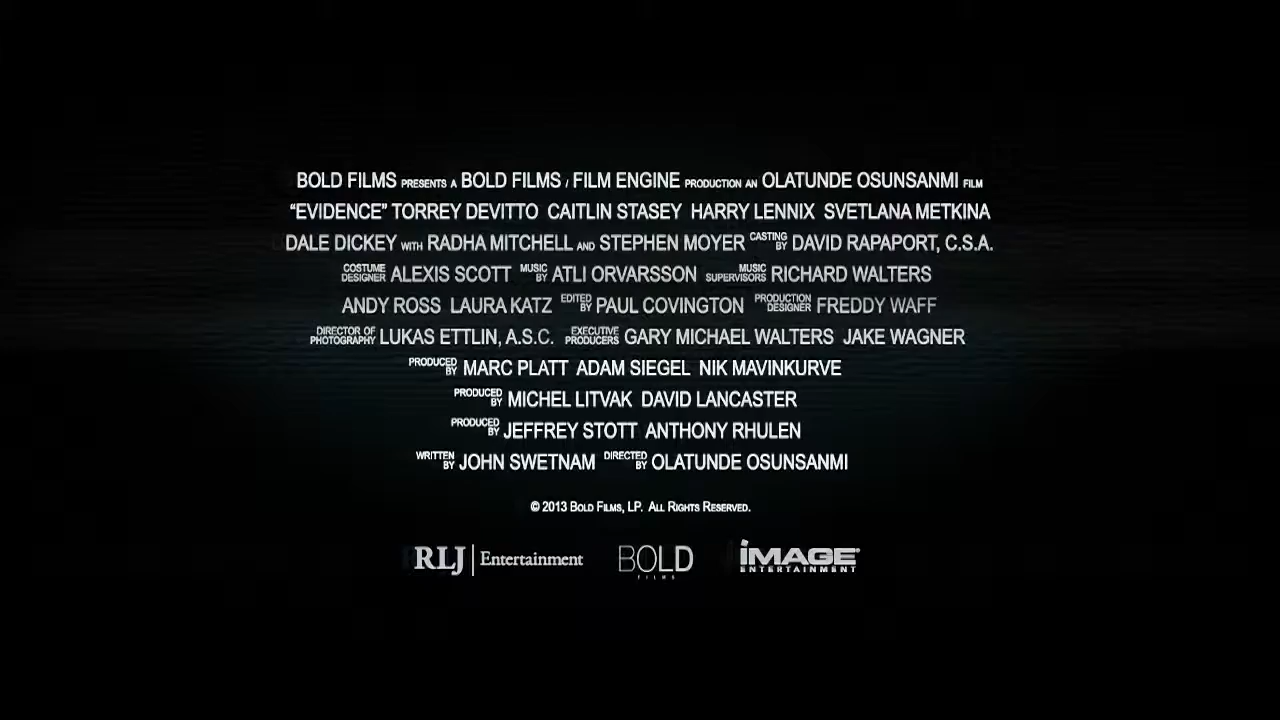 BOLD FILMS PRESENTS A BOLD FILMS / FILM ENGINE PRODUCTION AN OLATUNDE OSUNSANMI FILM
“EVIDENCE” TORREY DEVITTO CAITLIN STASEY HARRY LENNIX SVETLANA METKINA
DALE DICKEY WITH RADHA MITCHELL AND STEPHEN MOYER CASTING BY DAVID RAPAPORT, C.S.A.
COSTUME DESIGNER ALEXIS SCOTT MUSIC BY ATLI ORVARSSON MUSIC SUPERVISORS RICHARD WALTERS
ANDY ROSS LAURA KATZ EDITED BY PAUL COVINGTON PRODUCTION DESIGNER FREDDY WAFF
DIRECTOR OF PHOTOGRAPHY LUKAS ETTLIN, A.S.C. EXECUTIVE PRODUCERS GARY MICHAEL WALTERS JAKE WAGNER
PRODUCED BY MARC PLATT ADAM SIEGEL NIK MAVINKURVE
PRODUCED BY MICHEL LITVAK DAVID LANCASTER
PRODUCED BY JEFFREY STOTT ANTHONY RHULEN
WRITTEN BY JOHN SWETNAM DIRECTED BY OLATUNDE OSUNSANMI
© 2013 BOLD FILMS, LP. ALL RIGHTS RESERVED.
RLJ Entertainment BOLD FILMS iMAGE ENTERTAINMENT